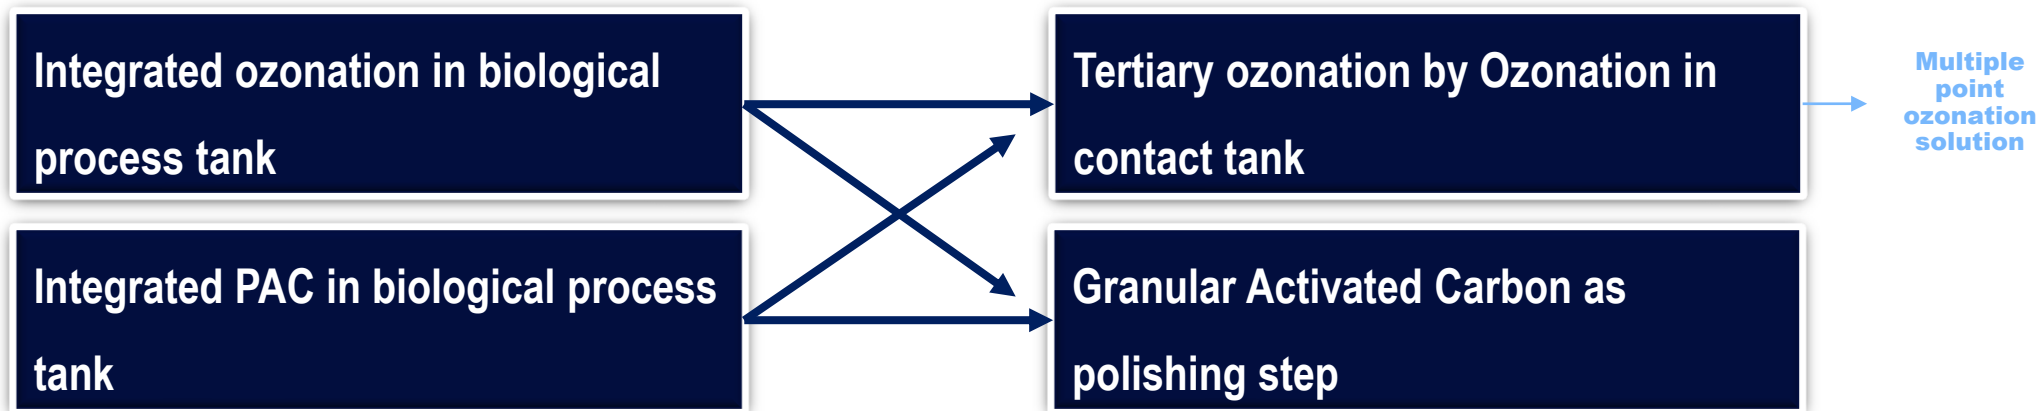 Integrated ozonation in biological
process tank
Tertiary ozonation by Ozonation in
contact tank
Multiple
point
ozonation
solution
Integrated PAC in biological process
tank
Granular Activated Carbon as
polishing step